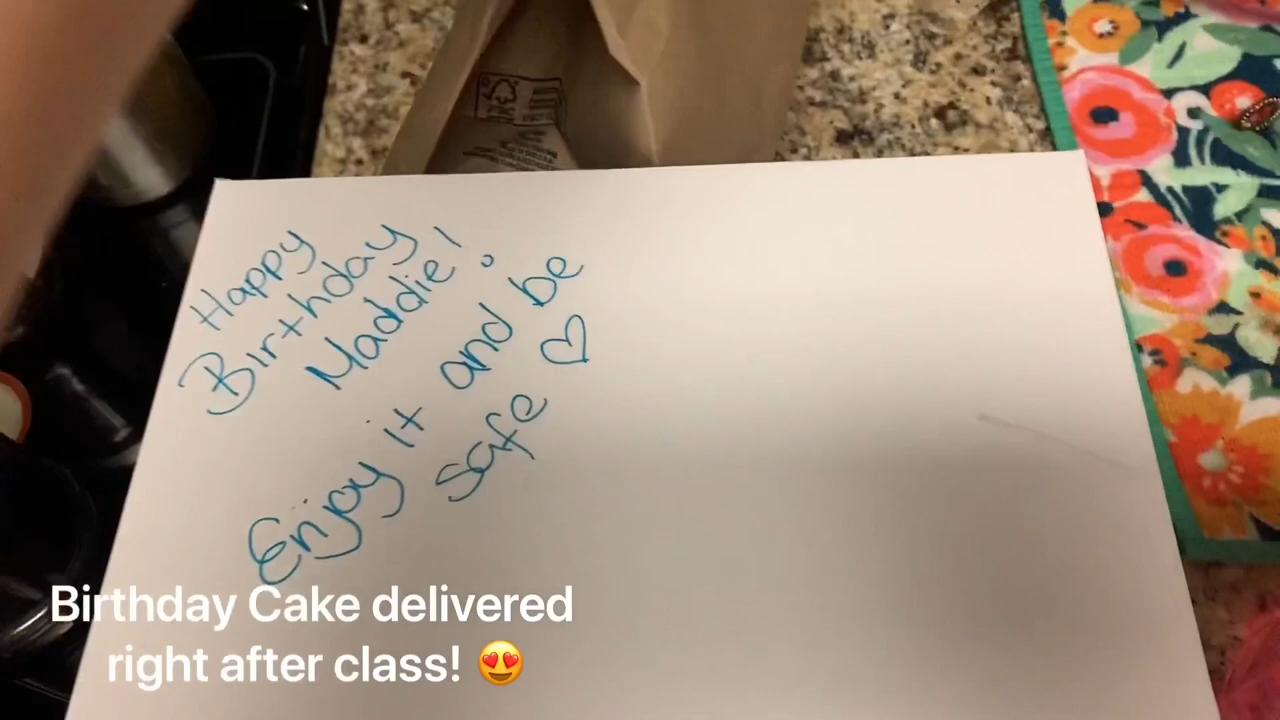 Happy
Birthday
Maddie!
Enjoy it and be
safe ♡
Birthday Cake delivered
right after class! 😍